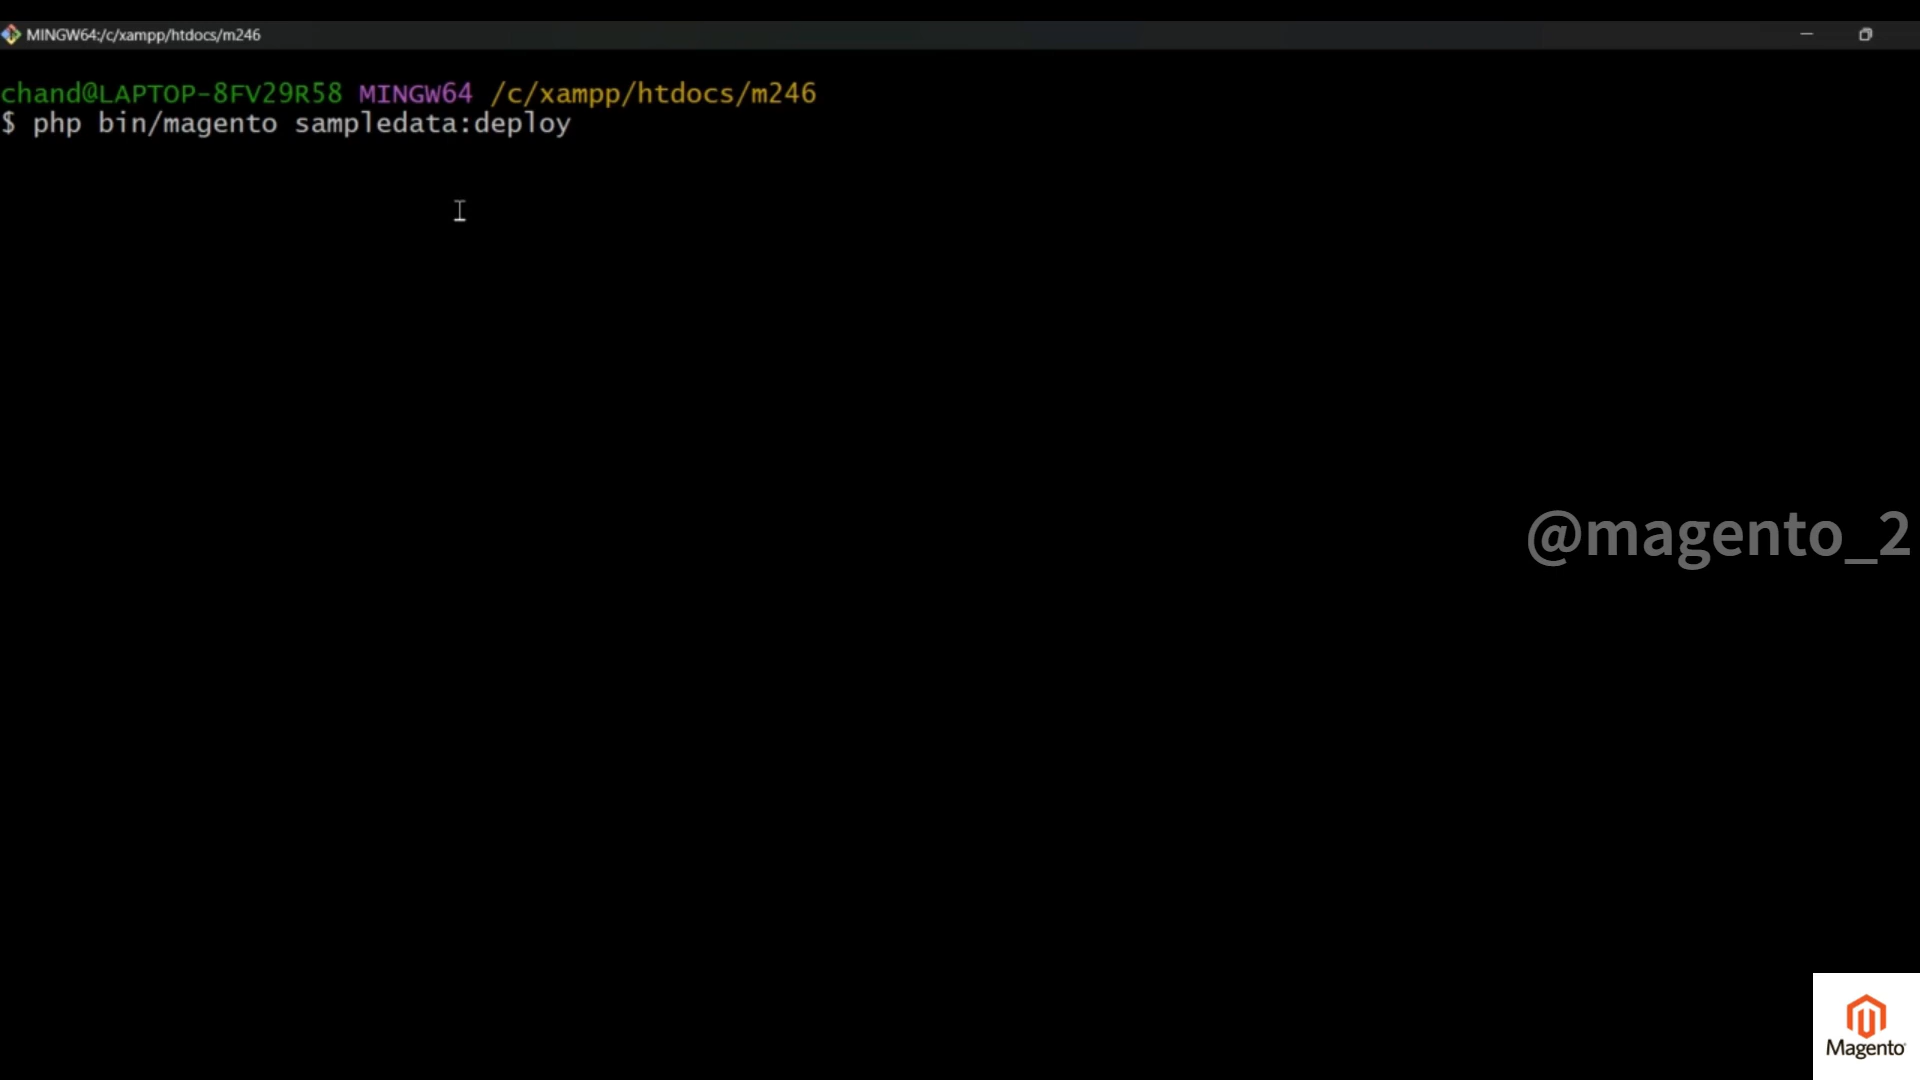 MINGW64:/c/xampp/htdocs/m246
chand@LAPTOP-8FV29R58 MINGW64 /c/xampp/htdocs/m246
$ php bin/magento sampledata:deploy
@magento_2
Magento